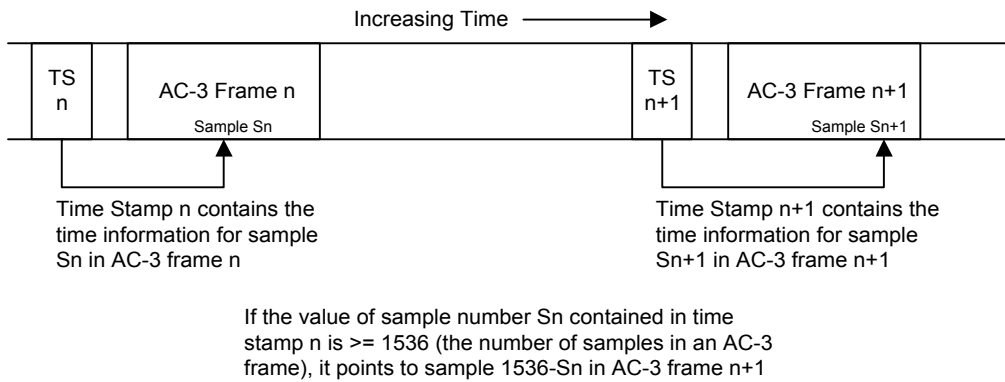 Increasing Time
TS
n
AC-3 Frame n
Sample Sn
TS
n+1
AC-3 Frame n+1
Sample Sn+1
Time Stamp n contains the
time information for sample
Sn in AC-3 frame n
Time Stamp n+1 contains the
time information for sample
Sn+1 in AC-3 frame n+1
If the value of sample number Sn contained in time
stamp n is >= 1536 (the number of samples in an AC-3
frame), it points to sample 1536-Sn in AC-3 frame n+1